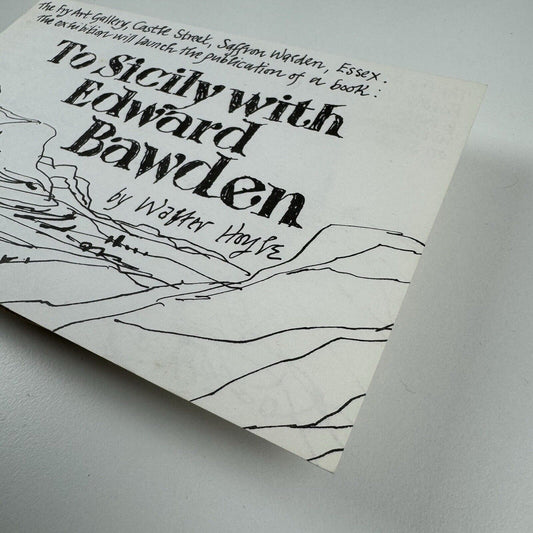 The Fry Art Gallery, Castle Street, Saffron Walden, Essex.
The exhibition will launch the publication of a book:
To Sicily with
Edward
Bawden
by Walter Hoyle